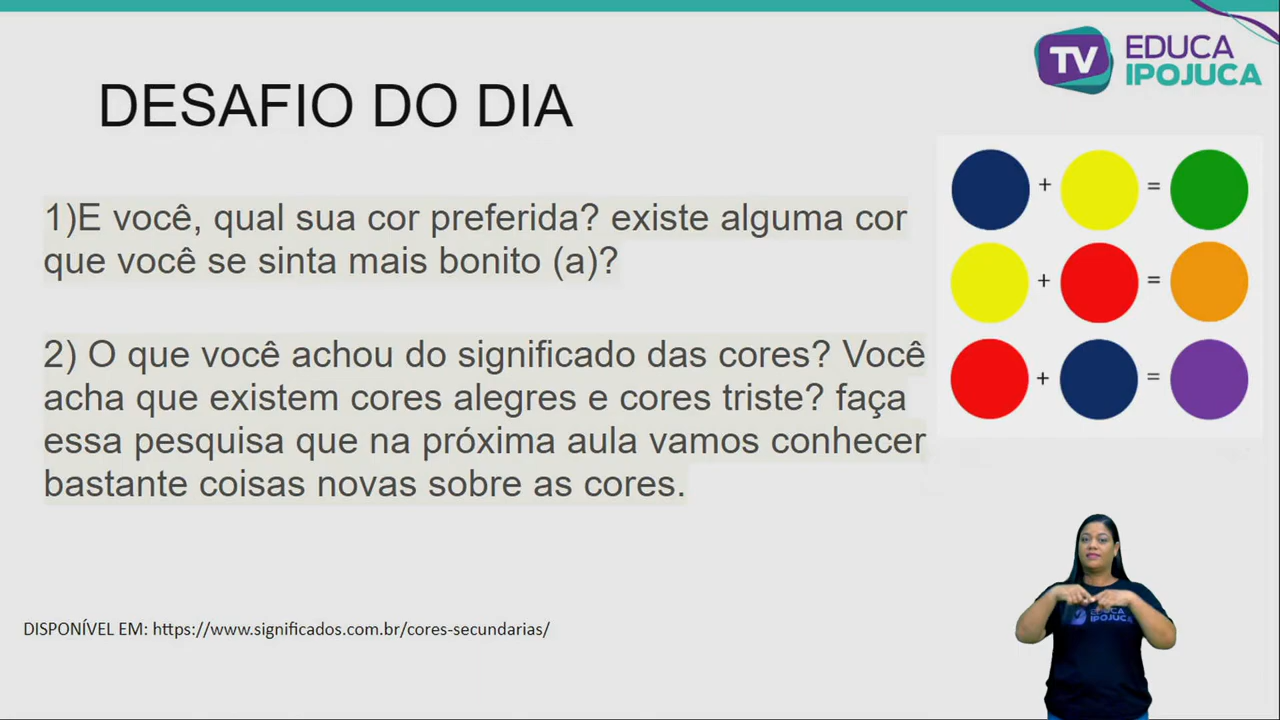 TV EDUCA
IPOJUCA
DESAFIO DO DIA
1)E você, qual sua cor preferida? existe alguma cor
que você se sinta mais bonito (a)?
2) O que você achou do significado das cores? Você
acha que existem cores alegres e cores triste? faça
essa pesquisa que na próxima aula vamos conhecer
bastante coisas novas sobre as cores.
+ =
+ =
+ =
DISPONÍVEL EM: https://www.significados.com.br/cores-secundarias/
EDUCA
IPOJUCA